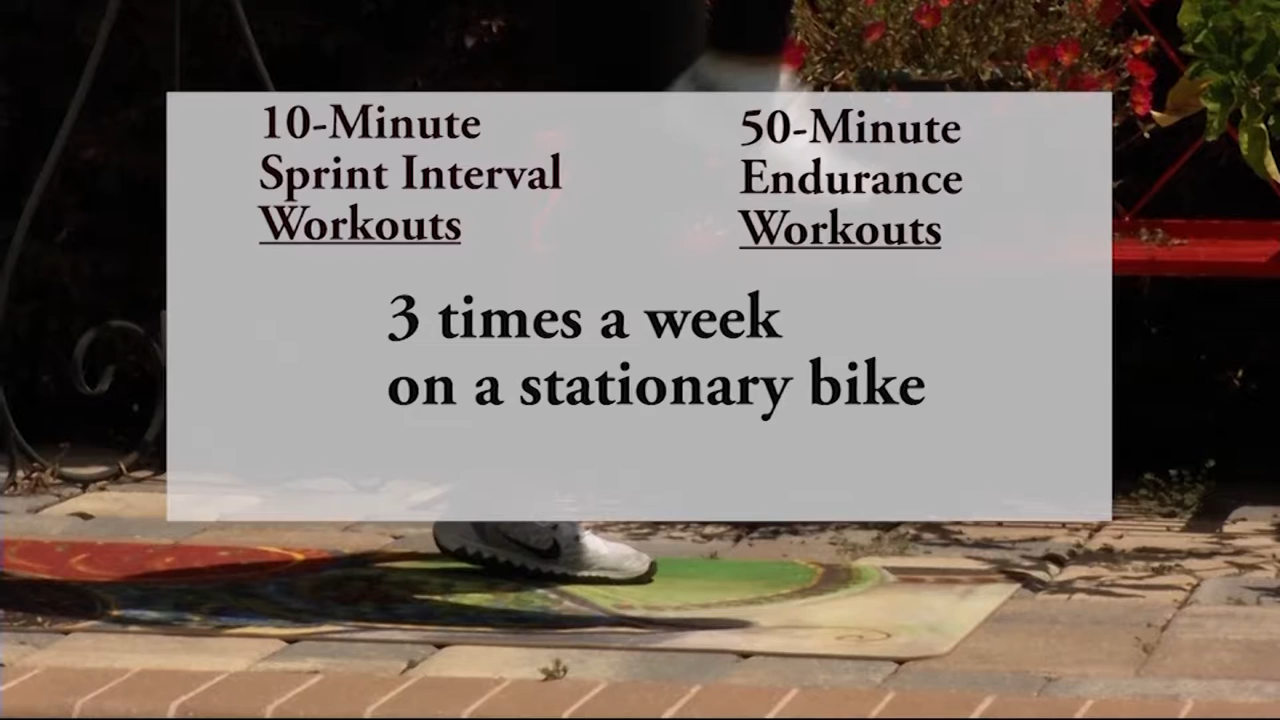 10-Minute
Sprint Interval
Workouts
50-Minute
Endurance
Workouts
3 times a week
on a stationary bike